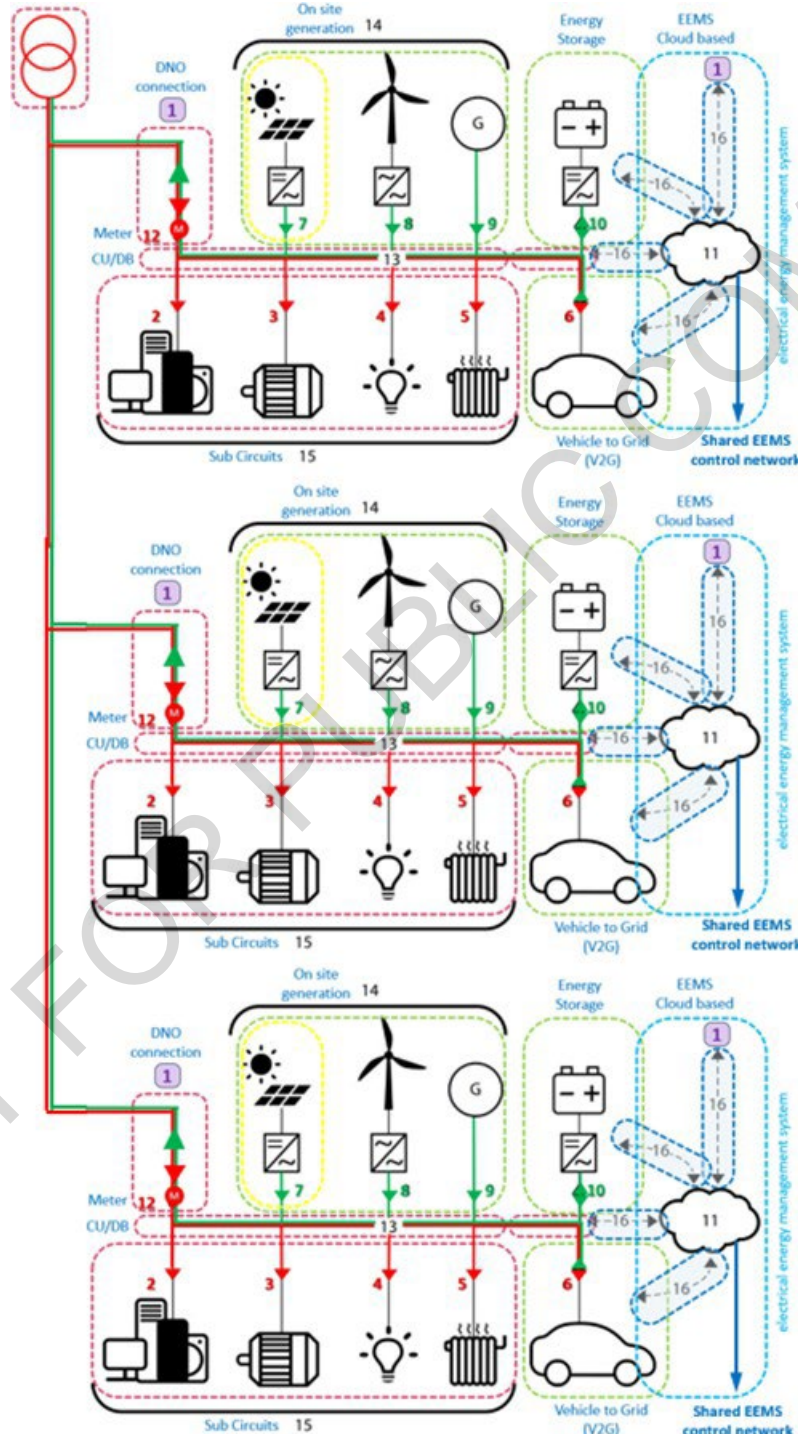 On site
generation 14
Energy
Storage
EEMS
Cloud based
1
DNO
connection
1
16
G
16
electrical energy management system
7
8
9
10
Meter 12 M
CU/DB
13
16
11
2
3
4
5
6
16
Sub Circuits 15
Vehicle to Grid
(V2G)
Shared EEMS
control network
On site
generation 14
Energy
Storage
EEMS
Cloud based
1
DNO
connection
1
16
G
16
electrical energy management system
7
8
9
10
Meter 12 M
CU/DB
13
16
11
2
3
4
5
6
16
Sub Circuits 15
Vehicle to Grid
(V2G)
Shared EEMS
control network
On site
generation 14
Energy
Storage
EEMS
Cloud based
1
DNO
connection
1
16
G
16
electrical energy management system
7
8
9
10
Meter 12 M
CU/DB
13
16
11
2
3
4
5
6
16
Sub Circuits 15
Vehicle to Grid
(V2G)
Shared EEMS
control network
FOR PUBLIC